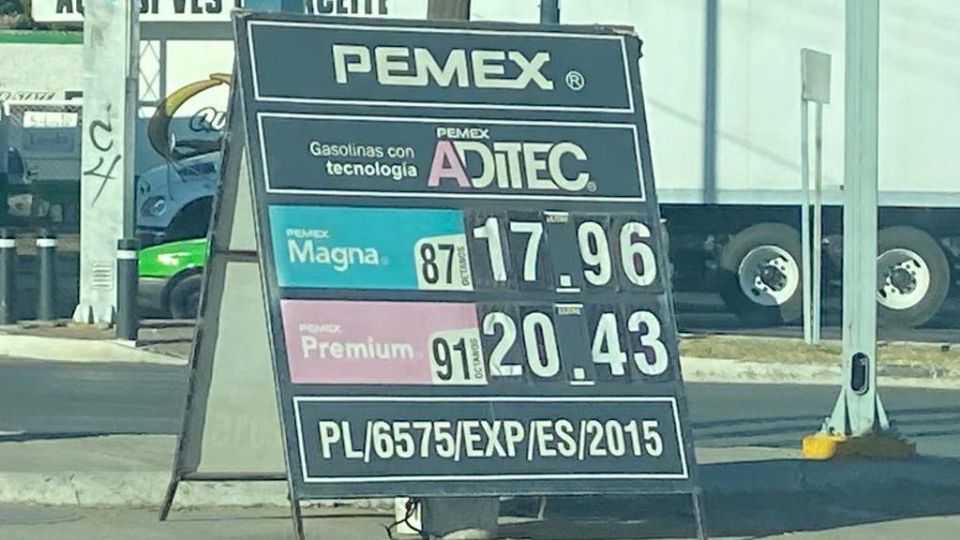 PEMEX®
PEMEX
Gasolinas con
tecnología
ADITEC®
PEMEX
Magna
87 OCTANOS
17.96
PEMEX
Premium
91 OCTANOS
20.43
PL/6575/EXP/ES/2015